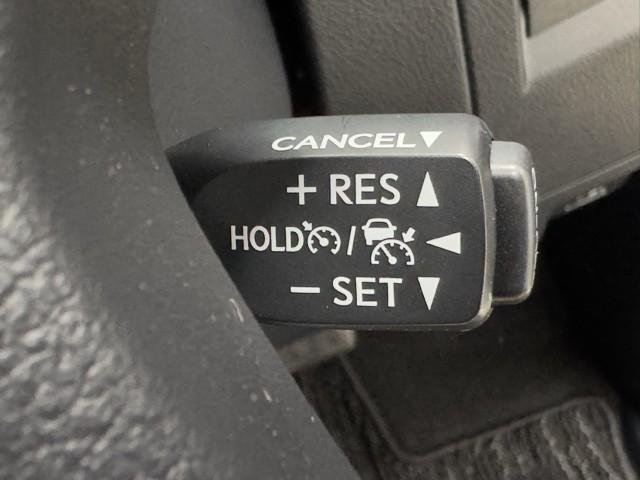 CANCEL▼
+ RES ▲
HOLD / ◀
− SET ▼